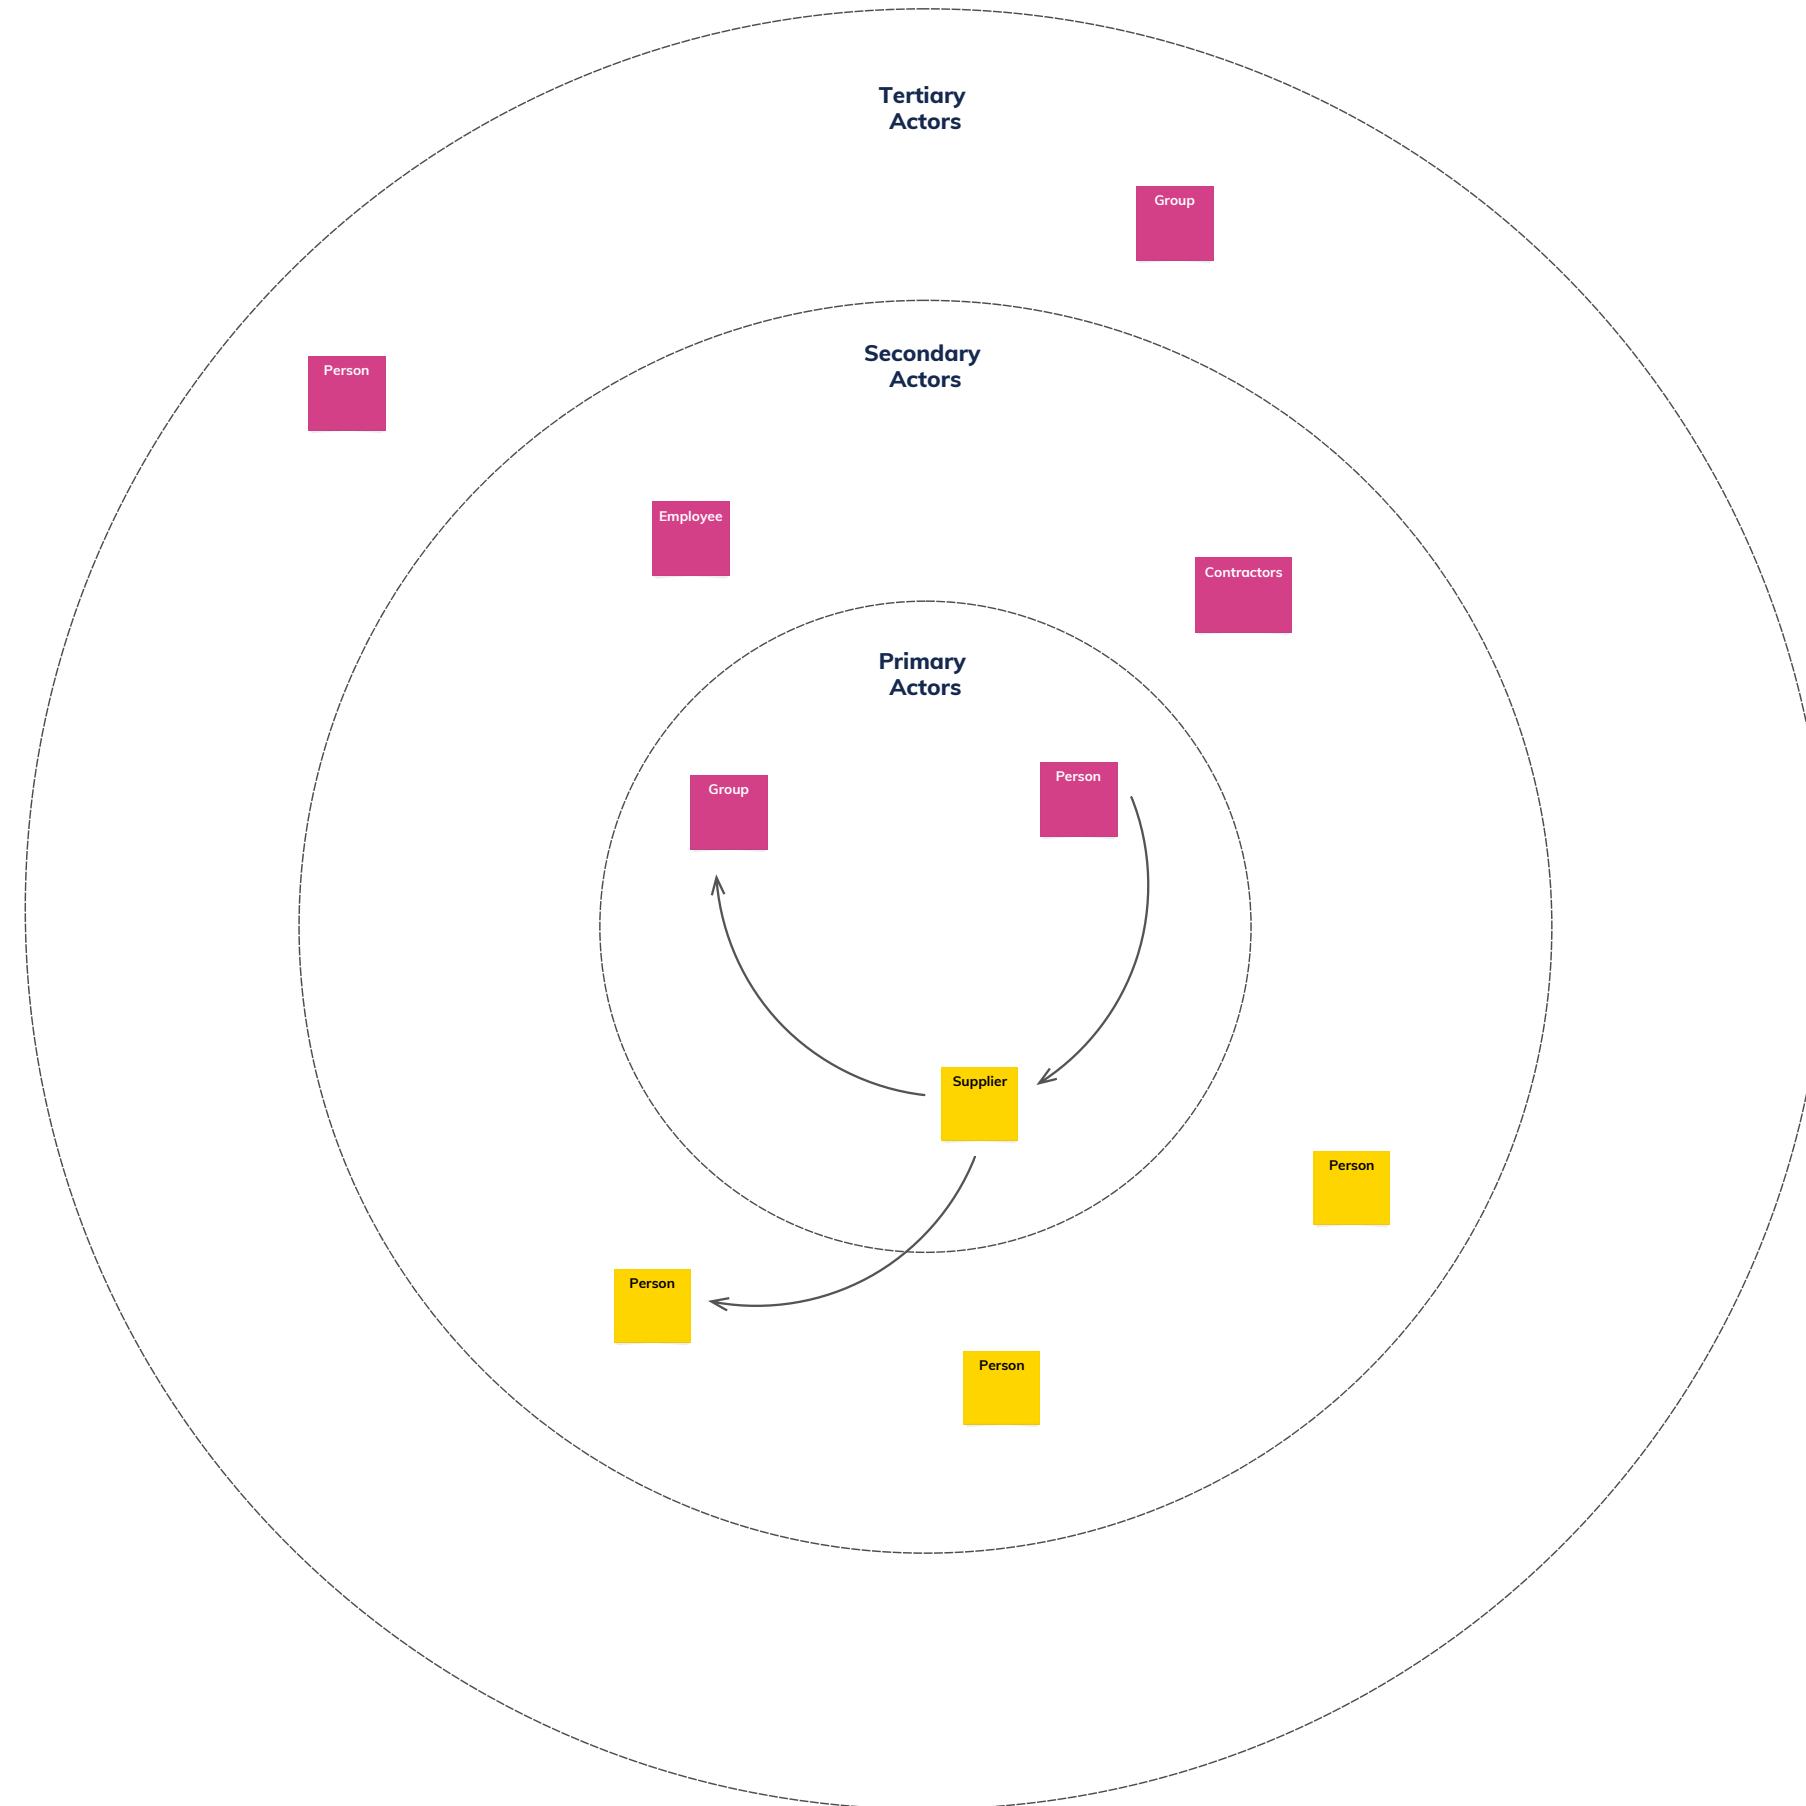 Tertiary
Actors
Group
Person
Secondary
Actors
Employee
Contractors
Primary
Actors
Person
Group
Supplier
Person
Person
Person